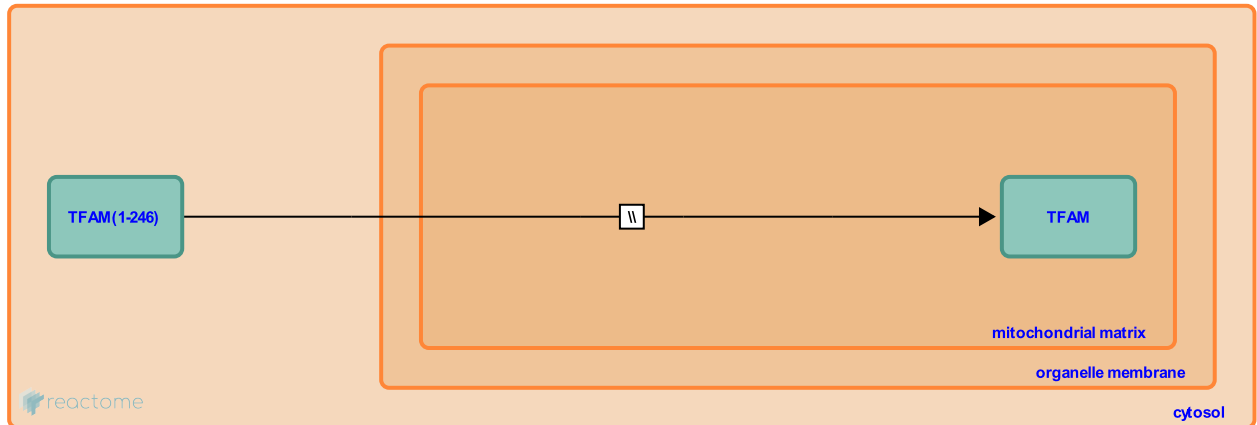 TFAM(1-246)
\\
TFAM
mitochondrial matrix
organelle membrane
reactome
cytosol